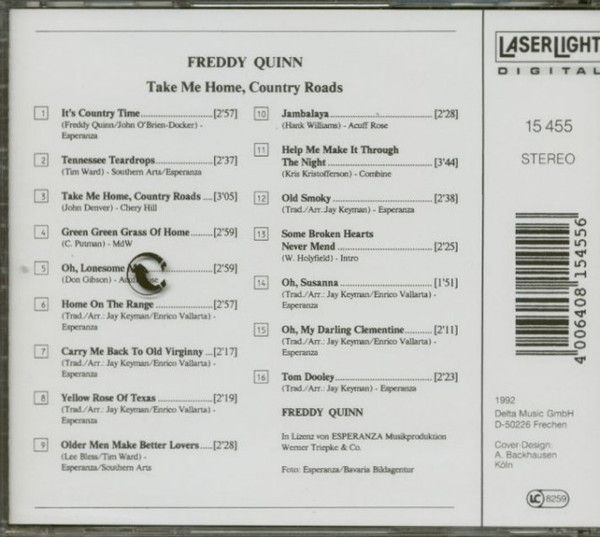 FREDDY QUINN
Take Me Home, Country Roads
1 It's Country Time [2'57]
(Freddy Quinn/John O'Brien-Docker) -
Esperanza
2 Tennessee Teardrops [2'37]
(Tim Ward) - Southern Arts/Esperanza
3 Take Me Home, Country Roads [3'05]
(John Denver) - Chery Hill
4 Green Green Grass Of Home [2'59]
(C. Putman) - MdW
5 Oh, Lonesome [2'59]
(Don Gibson) -
6 Home On The Range [2'57]
(Trad./Arr.: Jay Keyman/Enrico Vallarta) -
Esperanza
7 Carry Me Back To Old Virginny [2'17]
(Trad./Arr.: Jay Keyman/Enrico Vallarta) -
Esperanza
8 Yellow Rose Of Texas [2'19]
(Trad./Arr.: Jay Keyman/Enrico Vallarta) -
Esperanza
9 Older Men Make Better Lovers [2'28]
(Lee Bless/Tim Ward) -
Esperanza/Southern Arts
10 Jambalaya [2'28]
(Hank Williams) - Acuff Rose
11 Help Me Make It Through
The Night [3'44]
(Kris Kristofferson) - Combine
12 Old Smoky [2'38]
(Trad./Arr.: Jay Keyman) - Esperanza
13 Some Broken Hearts
Never Mend [2'25]
(W. Holyfield) - Intro
14 Oh, Susanna [1'51]
(Trad./Arr.: Jay Keyman/Enrico Vallarta) -
Esperanza
15 Oh, My Darling Clementine [2'11]
(Trad./Arr.: Jay Keyman/Enrico Vallarta) -
Esperanza
16 Tom Dooley [2'23]
(Trad./Arr.: Jay Keyman) - Esperanza
FREDDY QUINN
In Lizenz von ESPERANZA Musikproduktion
Werner Triepke & Co.
Foto: Esperanza/Bavaria Bildagentur
LASERLIGHT
DIGITAL
15 455
STEREO
4 006408 154556
1992
Delta Music GmbH
D-50226 Frechen
Cover-Design:
A. Backhausen
Köln
LC 8259